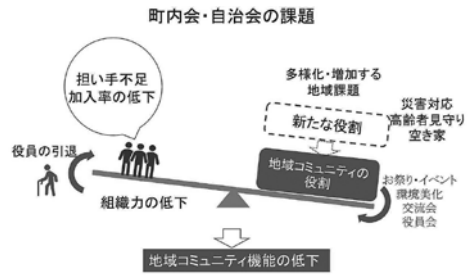 町内会・自治会の課題
担い手不足
加入率の低下
多様化・増加する
地域課題
新たな役割
災害対応
高齢者見守り
空き家
役員の引退
地域コミュニティの
役割
組織力の低下
お祭り・イベント
環境美化
交流会
役員会
地域コミュニティ機能の低下